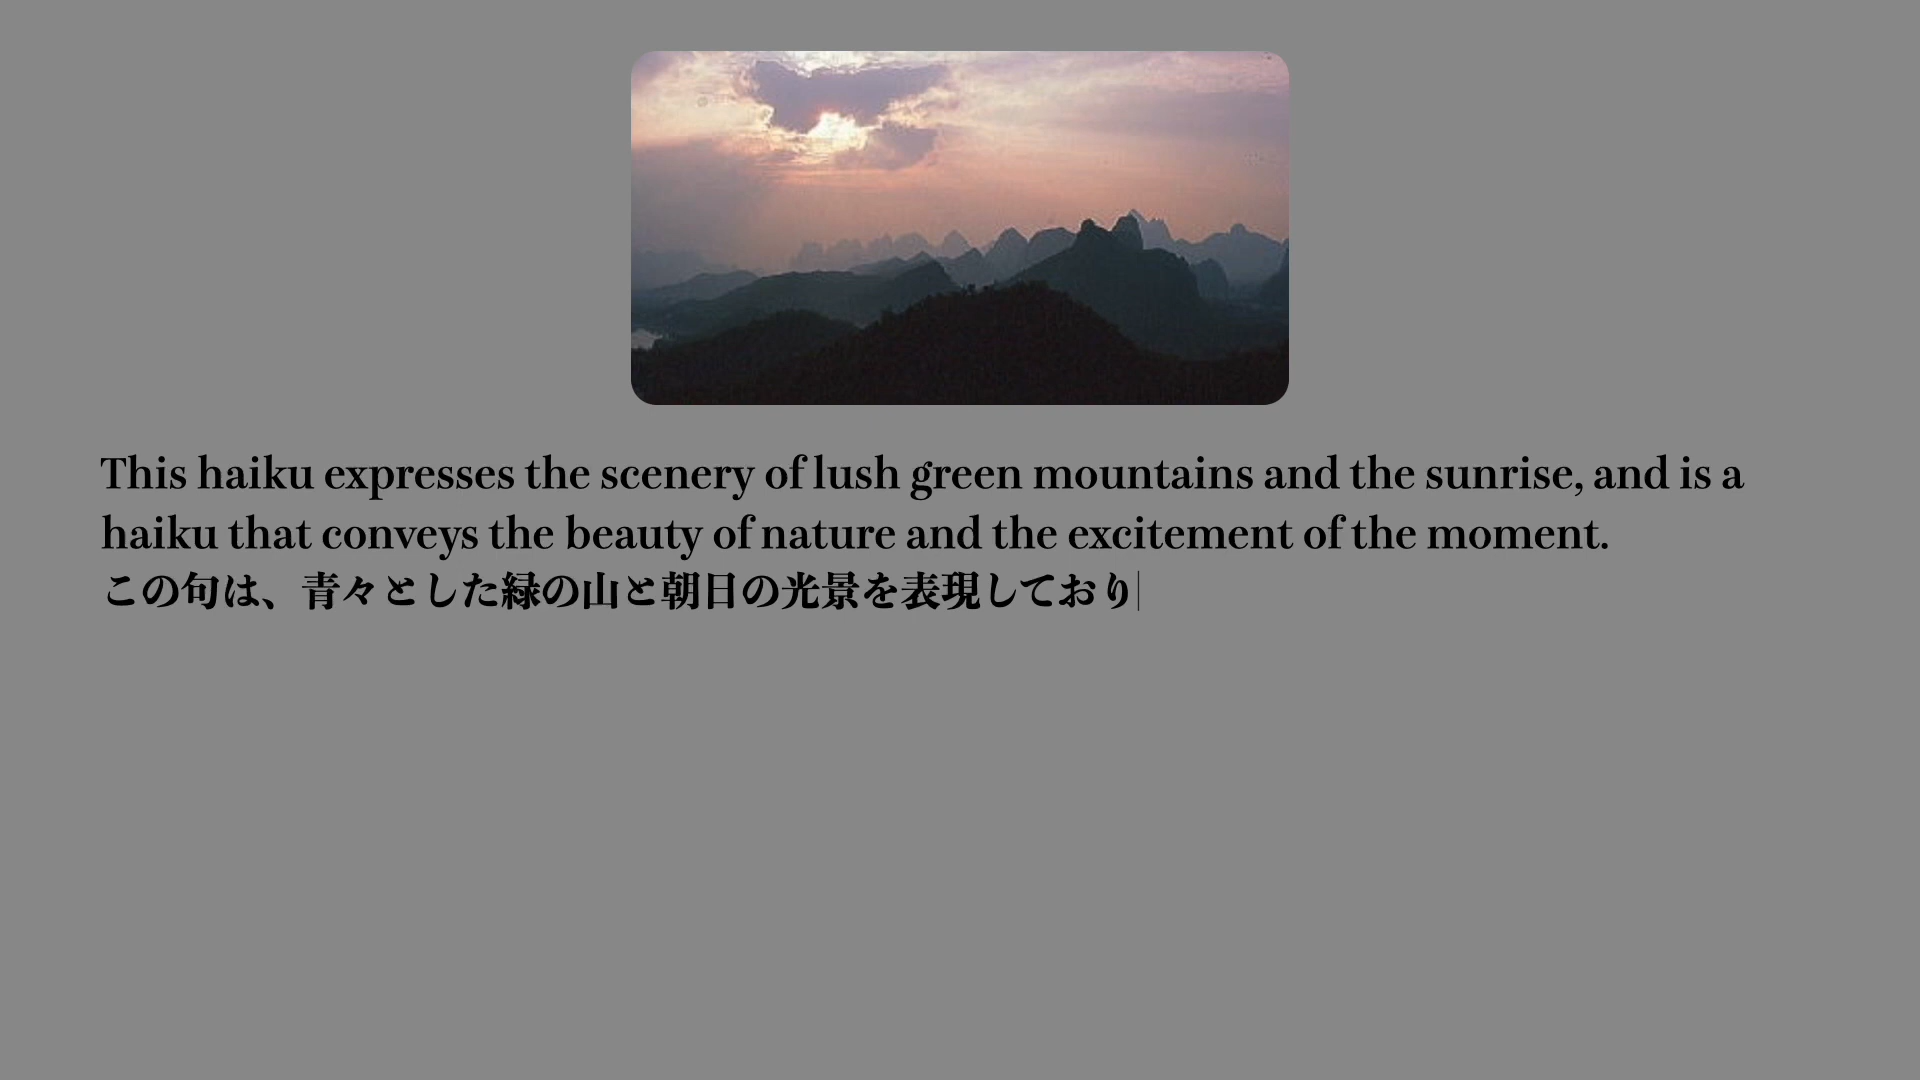 This haiku expresses the scenery of lush green mountains and the sunrise, and is a
haiku that conveys the beauty of nature and the excitement of the moment.
この句は、青々とした緑の山と朝日の光景を表現しており